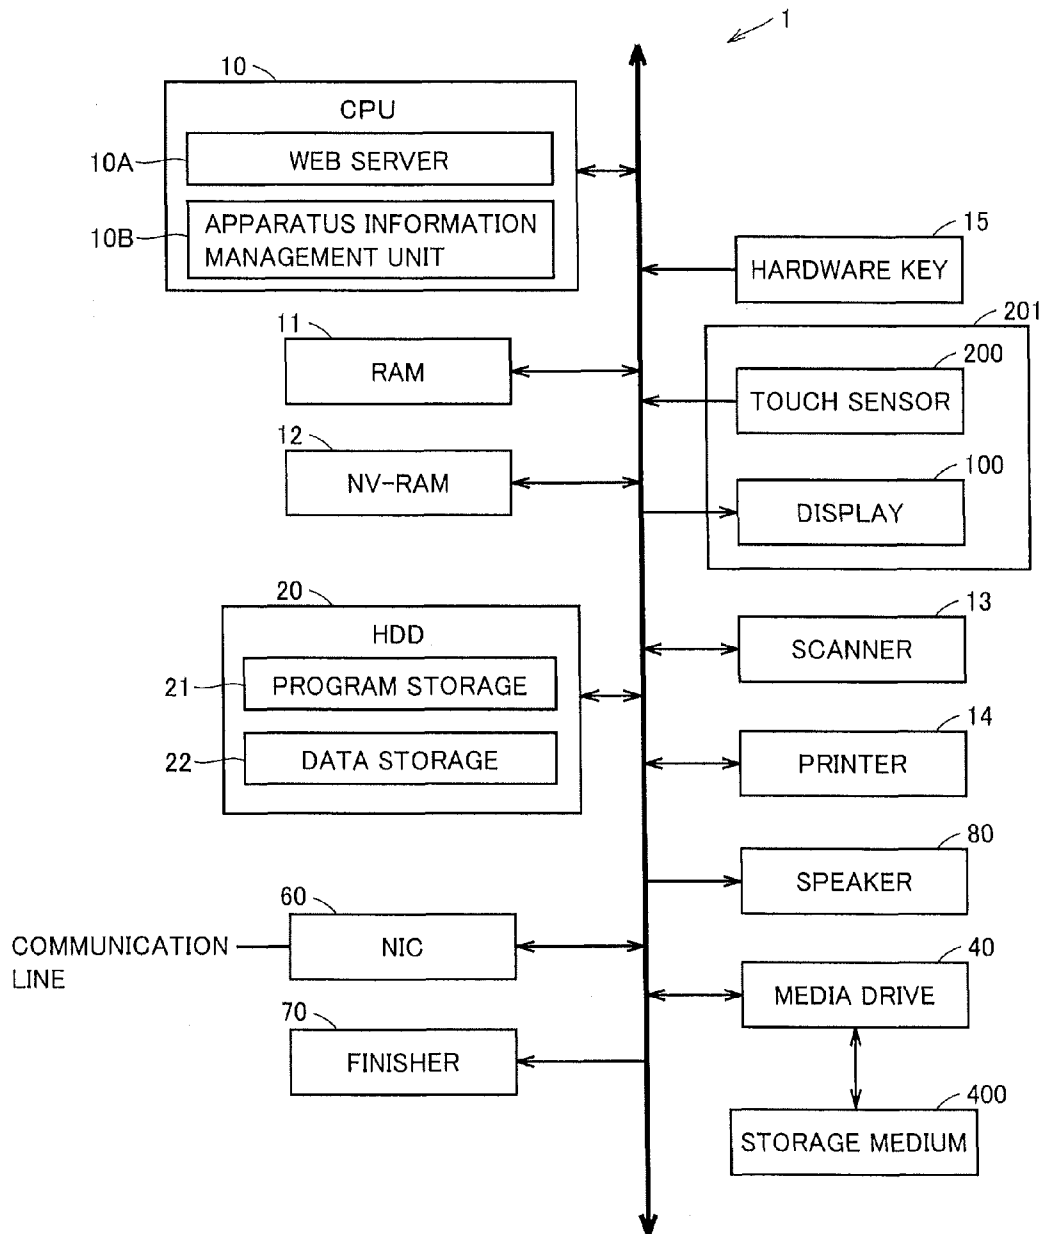 1
10
CPU
10A
WEB SERVER
10B
APPARATUS INFORMATION
MANAGEMENT UNIT
15
HARDWARE KEY
201
11
RAM
200
TOUCH SENSOR
12
NV-RAM
100
DISPLAY
20
HDD
21
PROGRAM STORAGE
22
DATA STORAGE
13
SCANNER
14
PRINTER
80
SPEAKER
60
NIC
COMMUNICATION
LINE
40
MEDIA DRIVE
70
FINISHER
400
STORAGE MEDIUM